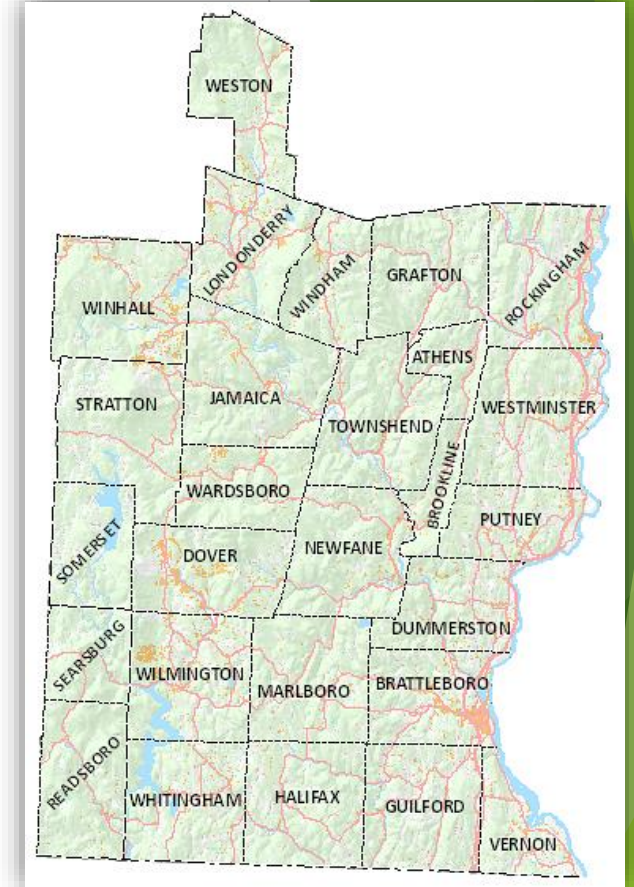 WESTON
LONDONDERRY
WINDHAM
GRAFTON
ROCKINGHAM
WINHALL
ATHENS
STRATTON
JAMAICA
TOWNSHEND
WESTMINSTER
WARDSBORO
BROOKLINE
PUTNEY
SOMERSET
DOVER
NEWFANE
DUMMERSTON
SEARSBURG
WILMINGTON
MARLBORO
BRATTLEBORO
READSBORO
WHITINGHAM
HALIFAX
GUILFORD
VERNON